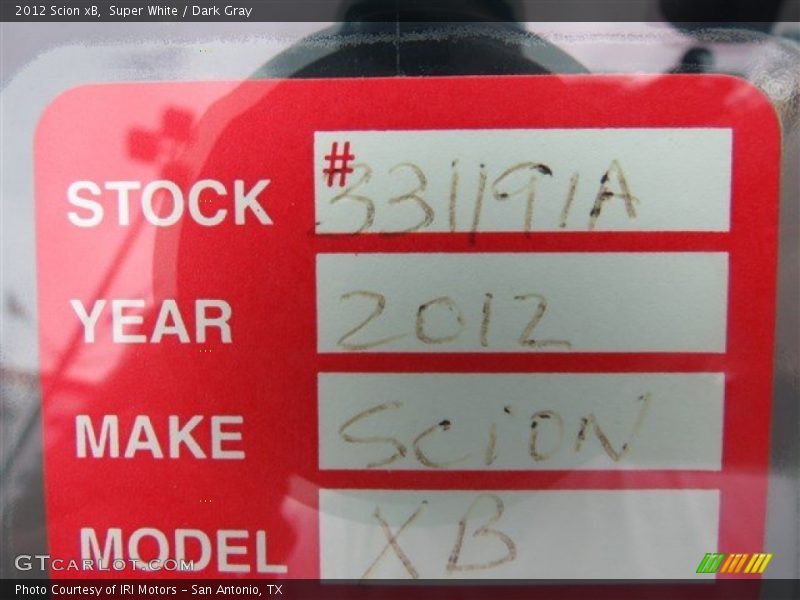 2012 Scion xB, Super White / Dark Gray
STOCK #331191A
YEAR 2012
MAKE SCION
MODEL XB
GTCARLOT.COM
Photo Courtesy of IRI Motors - San Antonio, TX